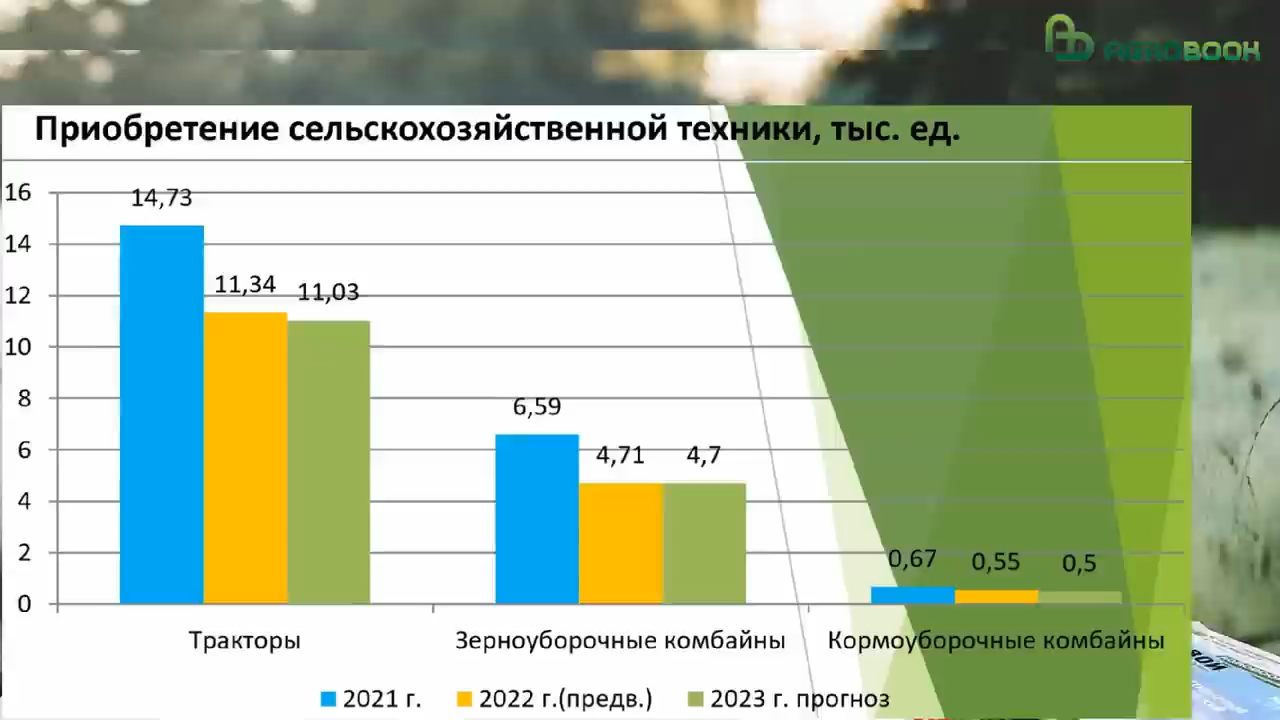 AGROBOOK
Приобретение сельскохозяйственной техники, тыс. ед.
16
14
12
10
8
6
4
2
0
14,73
11,34
11,03
6,59
4,71
4,7
0,67
0,55
0,5
Тракторы
Зерноуборочные комбайны
Кормоуборочные комбайны
2021 г.
2022 г.(предв.)
2023 г. прогноз